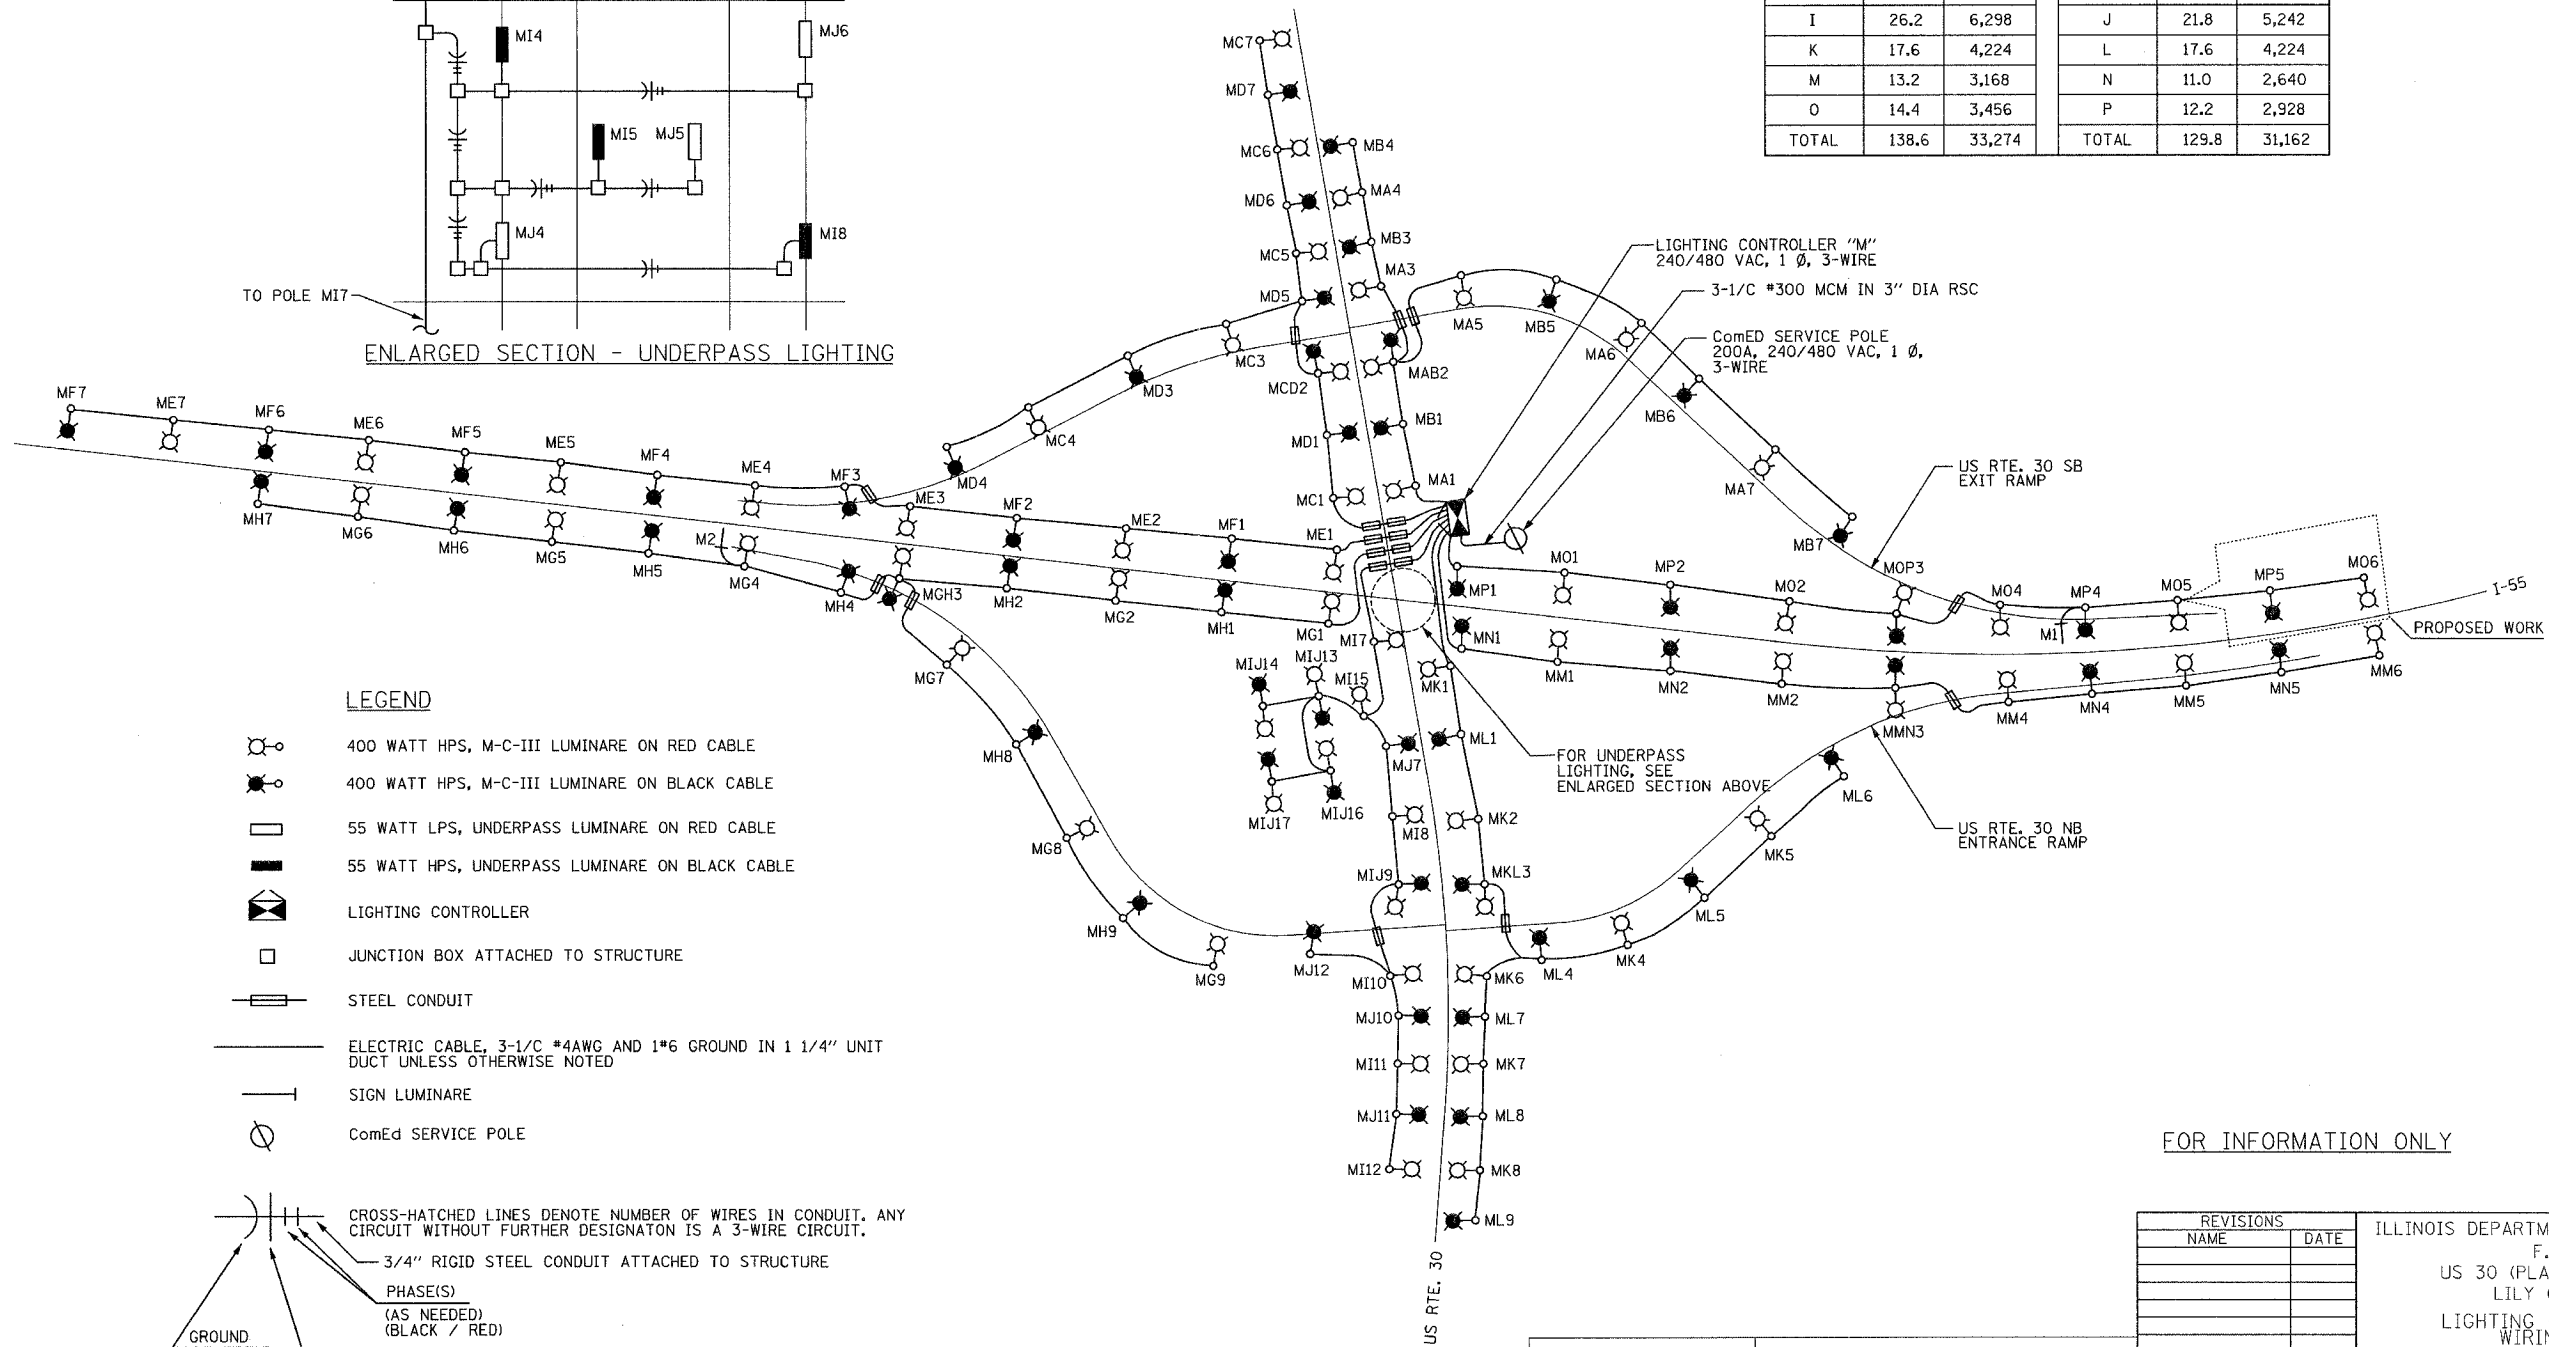 MI4
MJ6
MI5 MJ5
MJ4
MI8
TO POLE MI7
ENLARGED SECTION - UNDERPASS LIGHTING
I 26.2 6,298 J 21.8 5,242
K 17.6 4,224 L 17.6 4,224
M 13.2 3,168 N 11.0 2,640
O 14.4 3,456 P 12.2 2,928
TOTAL 138.6 33,274 TOTAL 129.8 31,162
MC7
MD7
MC6
MB4
MD6
MA4
MC5
MB3
MD5
MA3
LIGHTING CONTROLLER "M"
240/480 VAC, 1 Ø, 3-WIRE
3-1/C #300 MCM IN 3" DIA RSC
ComED SERVICE POLE
200A, 240/480 VAC, 1 Ø,
3-WIRE
MA5
MB5
MA6
MB6
MA7
MB7
US RTE. 30 SB
EXIT RAMP
MC3
MD3
MC4
MD4
MCD2
MAB2
MD1
MB1
MC1
MA1
MF7
ME7
MF6
ME6
MF5
ME5
MF4
ME4
MF3
ME3
MF2
ME2
MF1
ME1
MH7
MG6
MH6
MG5
MH5
M2
MG4
MH4
MGH3
MH2
MG2
MH1
MG1
MP1
MO1
MP2
MO2
MOP3
MO4
MP4
MO5
MP5
MO6
M1
I-55
PROPOSED WORK
MN1
MM1
MN2
MM2
MMN3
MM4
MN4
MM5
MN5
MM6
MI7
MIJ14
MIJ13
MI15
MK1
MG7
MH8
MG8
MH9
MG9
MIJ17
MIJ16
MJ7
ML1
MI8
MK2
MIJ9
MKL3
FOR UNDERPASS
LIGHTING, SEE
ENLARGED SECTION ABOVE
ML6
MK5
ML5
MK4
ML4
US RTE. 30 NB
ENTRANCE RAMP
MJ12
MI10
MK6
MJ10
ML7
MI11
MK7
MJ11
ML8
MI12
MK8
ML9
US RTE. 30
LEGEND
400 WATT HPS, M-C-III LUMINARE ON RED CABLE
400 WATT HPS, M-C-III LUMINARE ON BLACK CABLE
55 WATT LPS, UNDERPASS LUMINARE ON RED CABLE
55 WATT HPS, UNDERPASS LUMINARE ON BLACK CABLE
LIGHTING CONTROLLER
JUNCTION BOX ATTACHED TO STRUCTURE
STEEL CONDUIT
ELECTRIC CABLE, 3-1/C #4AWG AND 1#6 GROUND IN 1 1/4" UNIT
DUCT UNLESS OTHERWISE NOTED
SIGN LUMINARE
ComEd SERVICE POLE
CROSS-HATCHED LINES DENOTE NUMBER OF WIRES IN CONDUIT. ANY
CIRCUIT WITHOUT FURTHER DESIGNATON IS A 3-WIRE CIRCUIT.
3/4" RIGID STEEL CONDUIT ATTACHED TO STRUCTURE
PHASE(S)
(AS NEEDED)
(BLACK / RED)
GROUND
FOR INFORMATION ONLY
REVISIONS
NAME DATE
ILLINOIS DEPARTM
F.
US 30 (PLA
LILY
LIGHTING
WIRIN